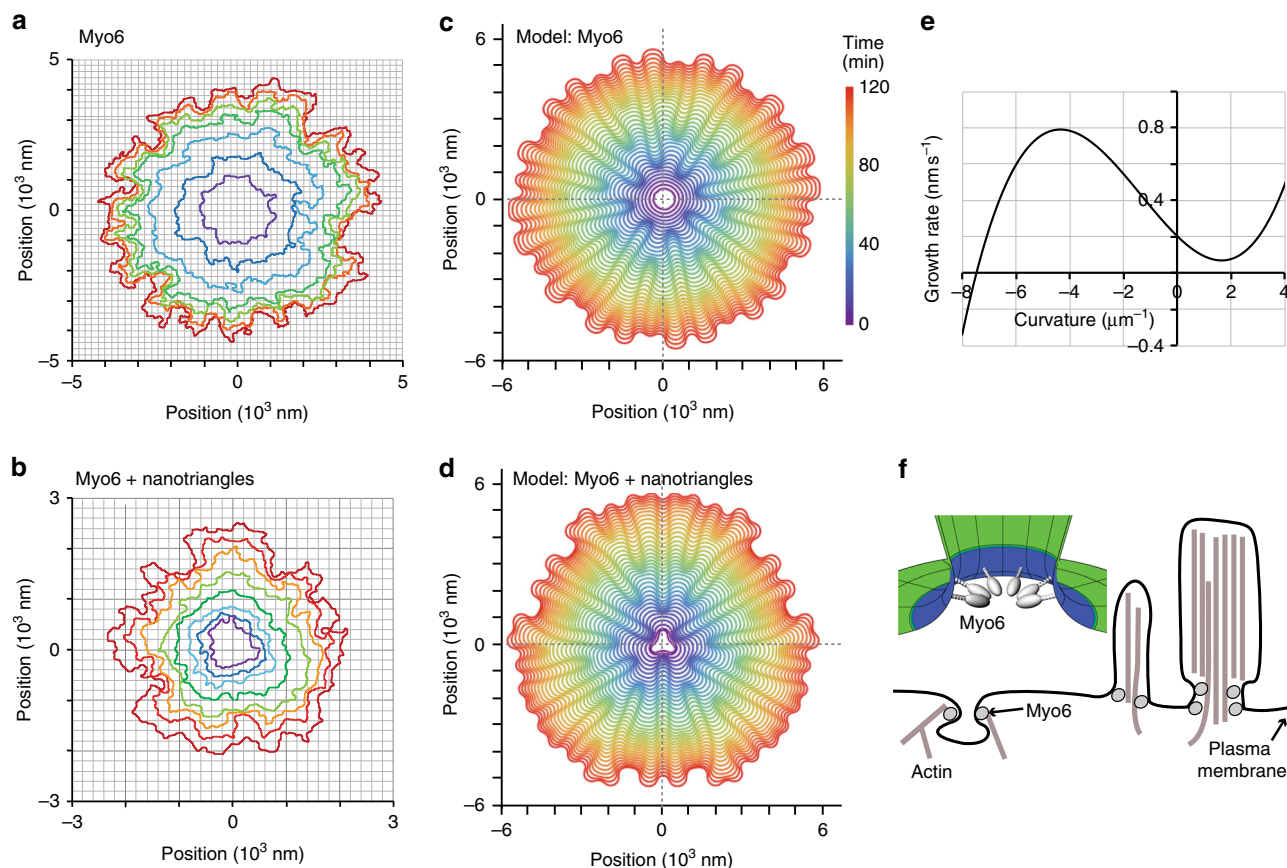 a
Myo6
5
0
−5
−5
0
5
Position (10³ nm)
Position (10³ nm)
b
Myo6 + nanotriangles
3
0
−3
−3
0
3
Position (10³ nm)
Position (10³ nm)
c
Model: Myo6
6
0
−6
−6
−3
0
3
6
Position (10³ nm)
Position (10³ nm)
Time
(min)
120
80
40
0
d
Model: Myo6 + nanotriangles
6
0
−6
−6
−3
0
3
6
Position (10³ nm)
Position (10³ nm)
e
0.8
0.4
−0.4
−8
−6
−4
−2
0
2
4
Growth rate (nm s⁻¹)
Curvature (μm⁻¹)
f
Myo6
Myo6
Actin
Plasma
membrane